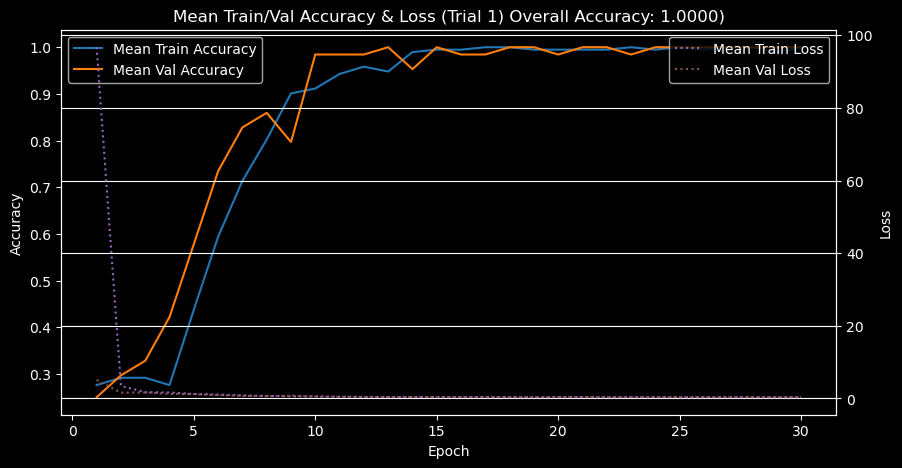 Mean Train/Val Accuracy & Loss (Trial 1) Overall Accuracy: 1.0000)
Mean Train Accuracy
Mean Val Accuracy
Mean Train Loss
Mean Val Loss
1.0
0.9
0.8
0.7
0.6
0.5
0.4
0.3
Accuracy
100
80
60
40
20
0
Loss
0 5 10 15 20 25 30
Epoch